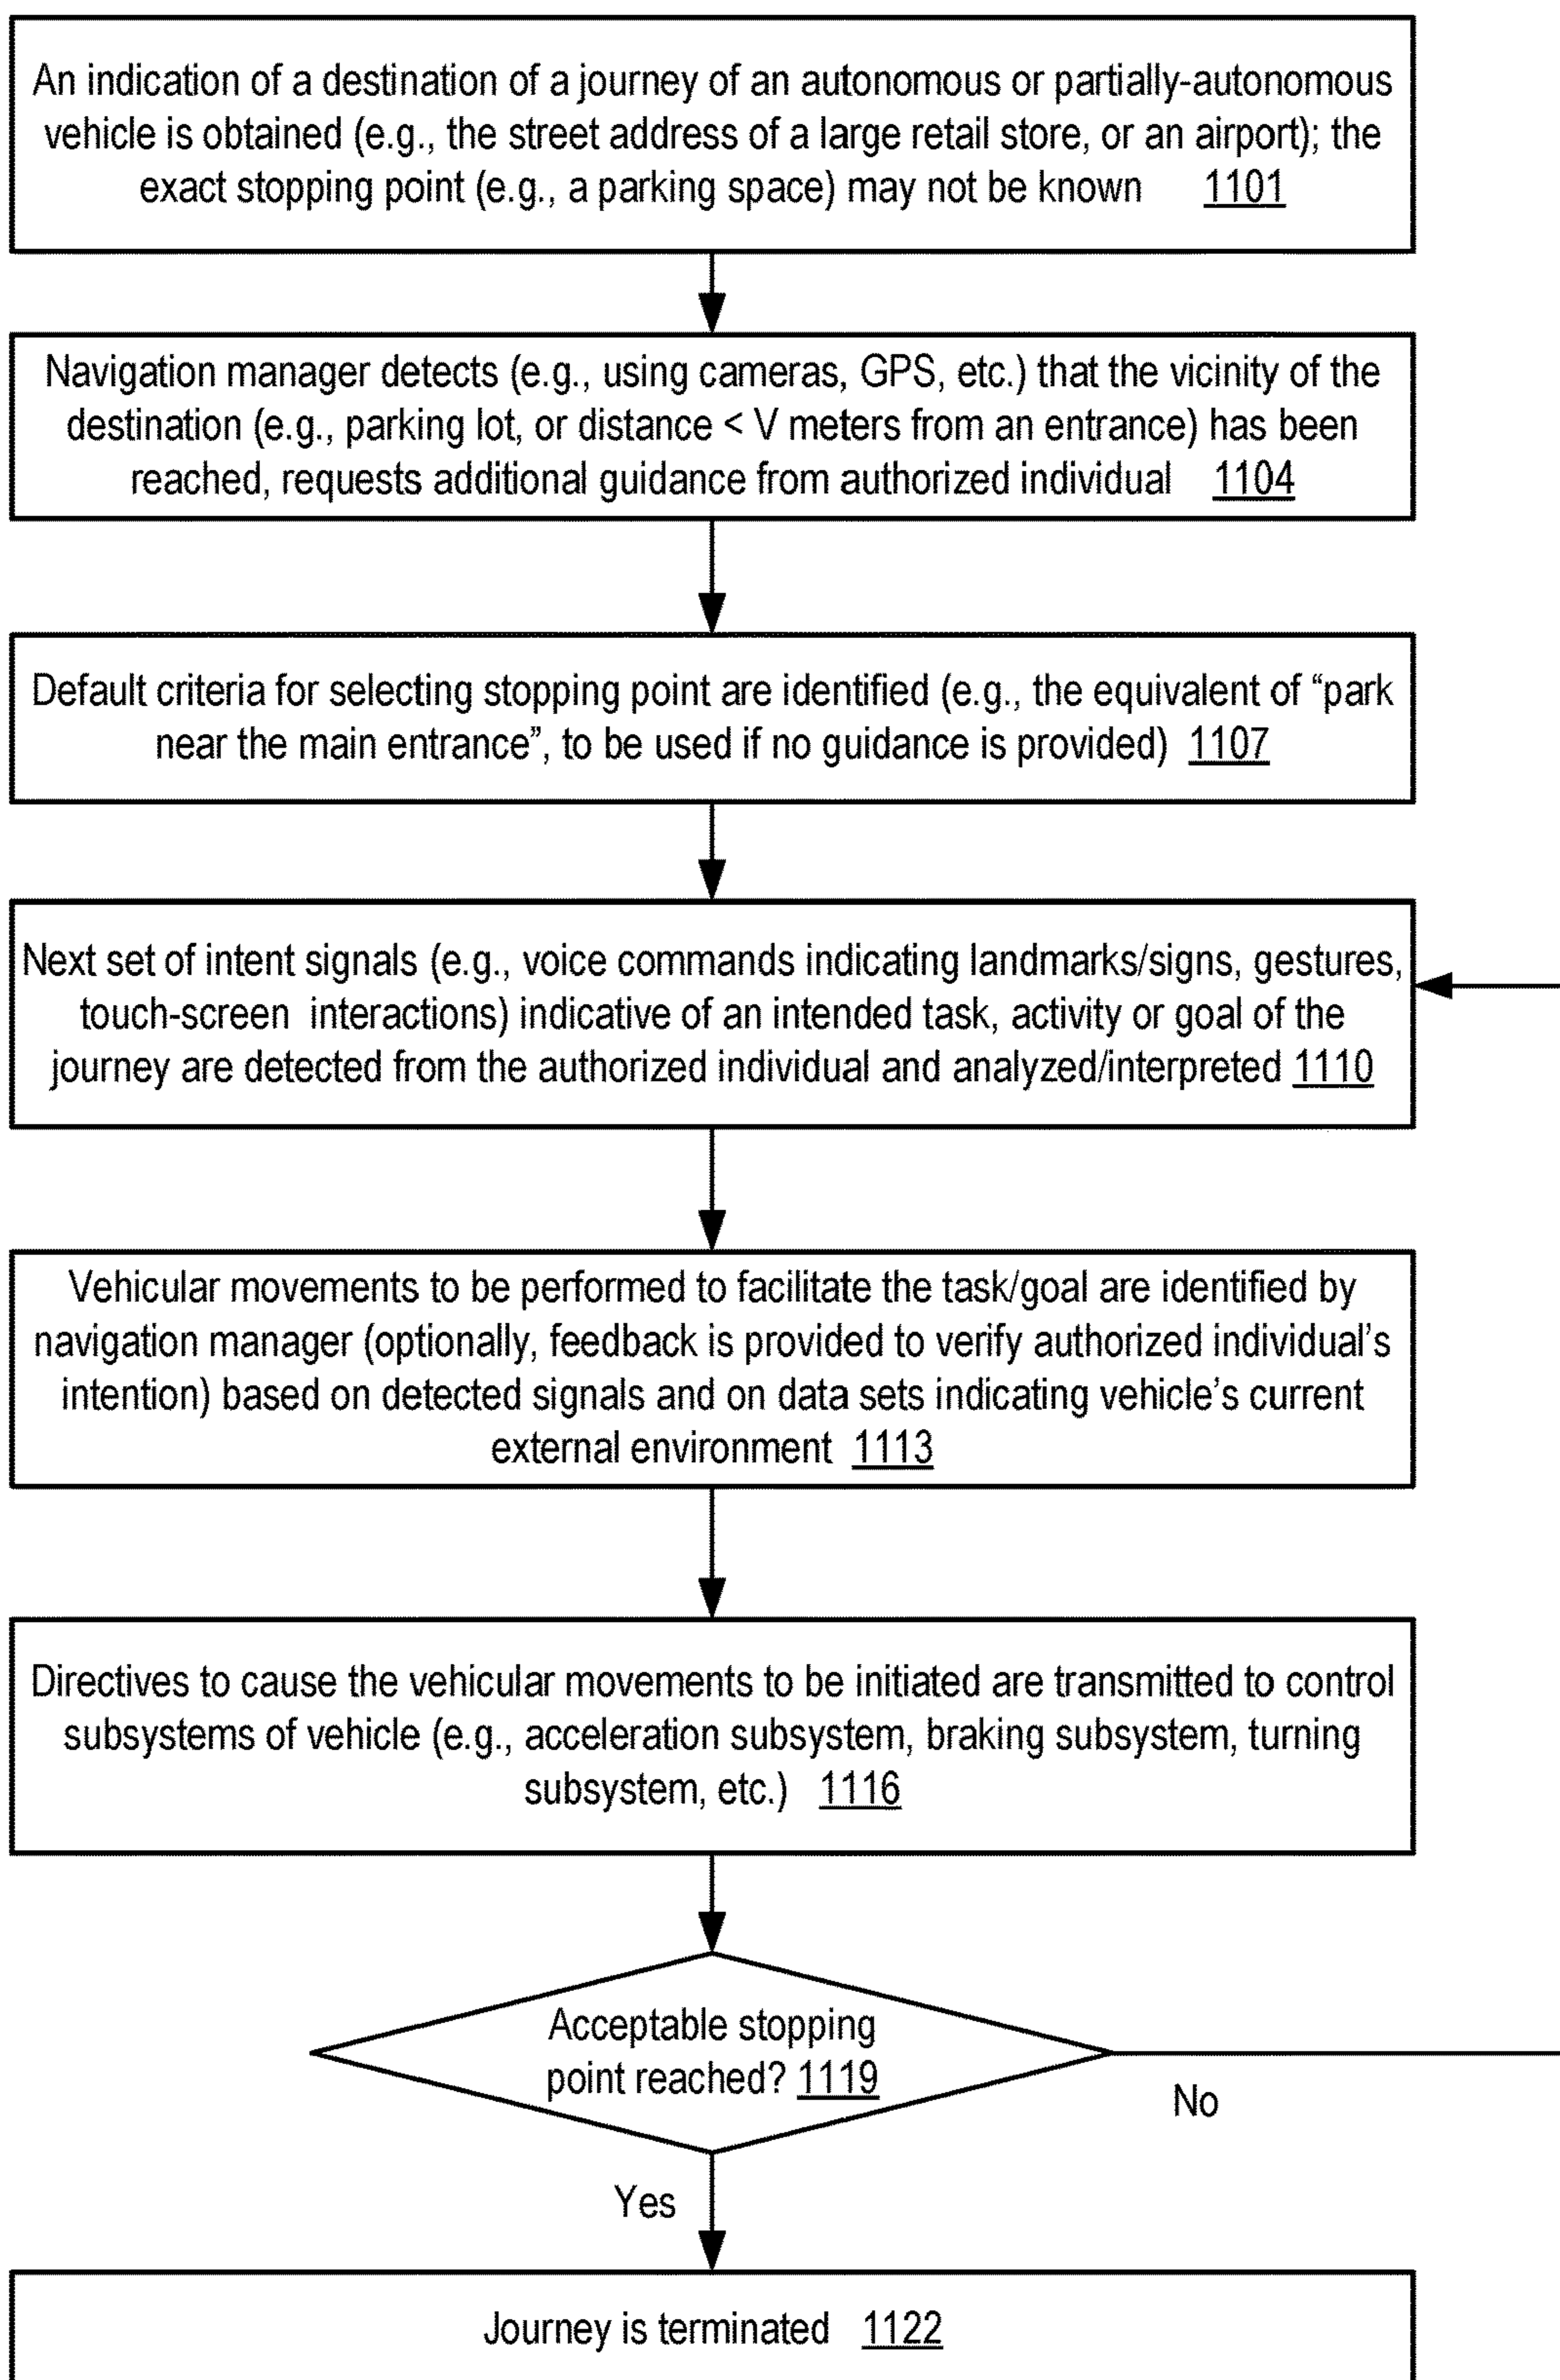 An indication of a destination of a journey of an autonomous or partially-autonomous
vehicle is obtained (e.g., the street address of a large retail store, or an airport); the
exact stopping point (e.g., a parking space) may not be known 1101
Navigation manager detects (e.g., using cameras, GPS, etc.) that the vicinity of the
destination (e.g., parking lot, or distance < V meters from an entrance) has been
reached, requests additional guidance from authorized individual 1104
Default criteria for selecting stopping point are identified (e.g., the equivalent of “park
near the main entrance”, to be used if no guidance is provided) 1107
Next set of intent signals (e.g., voice commands indicating landmarks/signs, gestures,
touch-screen interactions) indicative of an intended task, activity or goal of the
journey are detected from the authorized individual and analyzed/interpreted 1110
Vehicular movements to be performed to facilitate the task/goal are identified by
navigation manager (optionally, feedback is provided to verify authorized individual’s
intention) based on detected signals and on data sets indicating vehicle’s current
external environment 1113
Directives to cause the vehicular movements to be initiated are transmitted to control
subsystems of vehicle (e.g., acceleration subsystem, braking subsystem, turning
subsystem, etc.) 1116
Acceptable stopping
point reached? 1119
No
Yes
Journey is terminated 1122